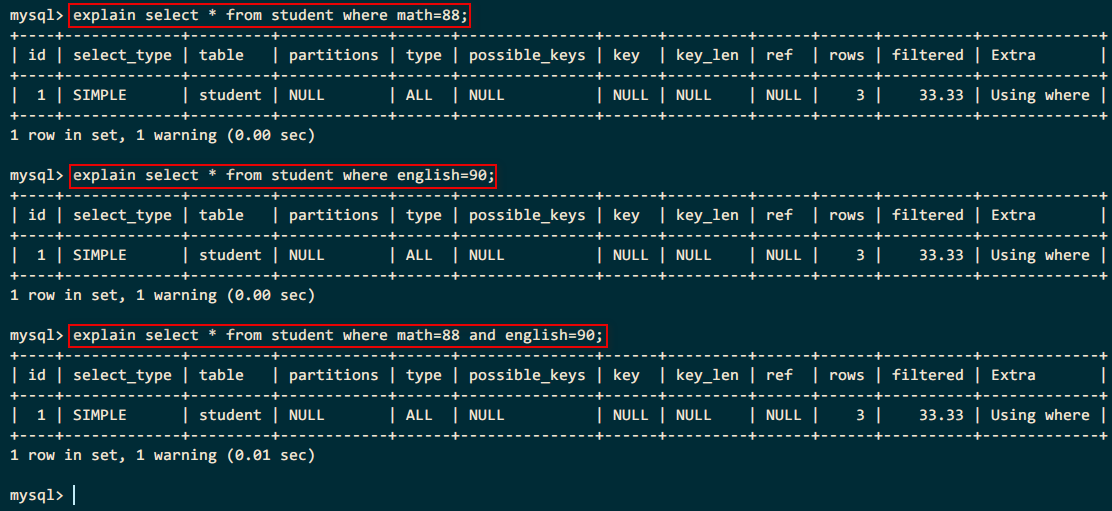 mysql> explain select * from student where math=88;
+----+-------------+---------+------------+------+---------------+------+---------+------+------+----------+-------------+
| id | select_type | table   | partitions | type | possible_keys | key  | key_len | ref  | rows | filtered | Extra       |
+----+-------------+---------+------------+------+---------------+------+---------+------+------+----------+-------------+
|  1 | SIMPLE      | student | NULL       | ALL  | NULL          | NULL | NULL    | NULL |    3 |    33.33 | Using where |
+----+-------------+---------+------------+------+---------------+------+---------+------+------+----------+-------------+
1 row in set, 1 warning (0.00 sec)

mysql> explain select * from student where english=90;
+----+-------------+---------+------------+------+---------------+------+---------+------+------+----------+-------------+
| id | select_type | table   | partitions | type | possible_keys | key  | key_len | ref  | rows | filtered | Extra       |
+----+-------------+---------+------------+------+---------------+------+---------+------+------+----------+-------------+
|  1 | SIMPLE      | student | NULL       | ALL  | NULL          | NULL | NULL    | NULL |    3 |    33.33 | Using where |
+----+-------------+---------+------------+------+---------------+------+---------+------+------+----------+-------------+
1 row in set, 1 warning (0.00 sec)

mysql> explain select * from student where math=88 and english=90;
+----+-------------+---------+------------+------+---------------+------+---------+------+------+----------+-------------+
| id | select_type | table   | partitions | type | possible_keys | key  | key_len | ref  | rows | filtered | Extra       |
+----+-------------+---------+------------+------+---------------+------+---------+------+------+----------+-------------+
|  1 | SIMPLE      | student | NULL       | ALL  | NULL          | NULL | NULL    | NULL |    3 |    33.33 | Using where |
+----+-------------+---------+------------+------+---------------+------+---------+------+------+----------+-------------+
1 row in set, 1 warning (0.01 sec)

mysql>